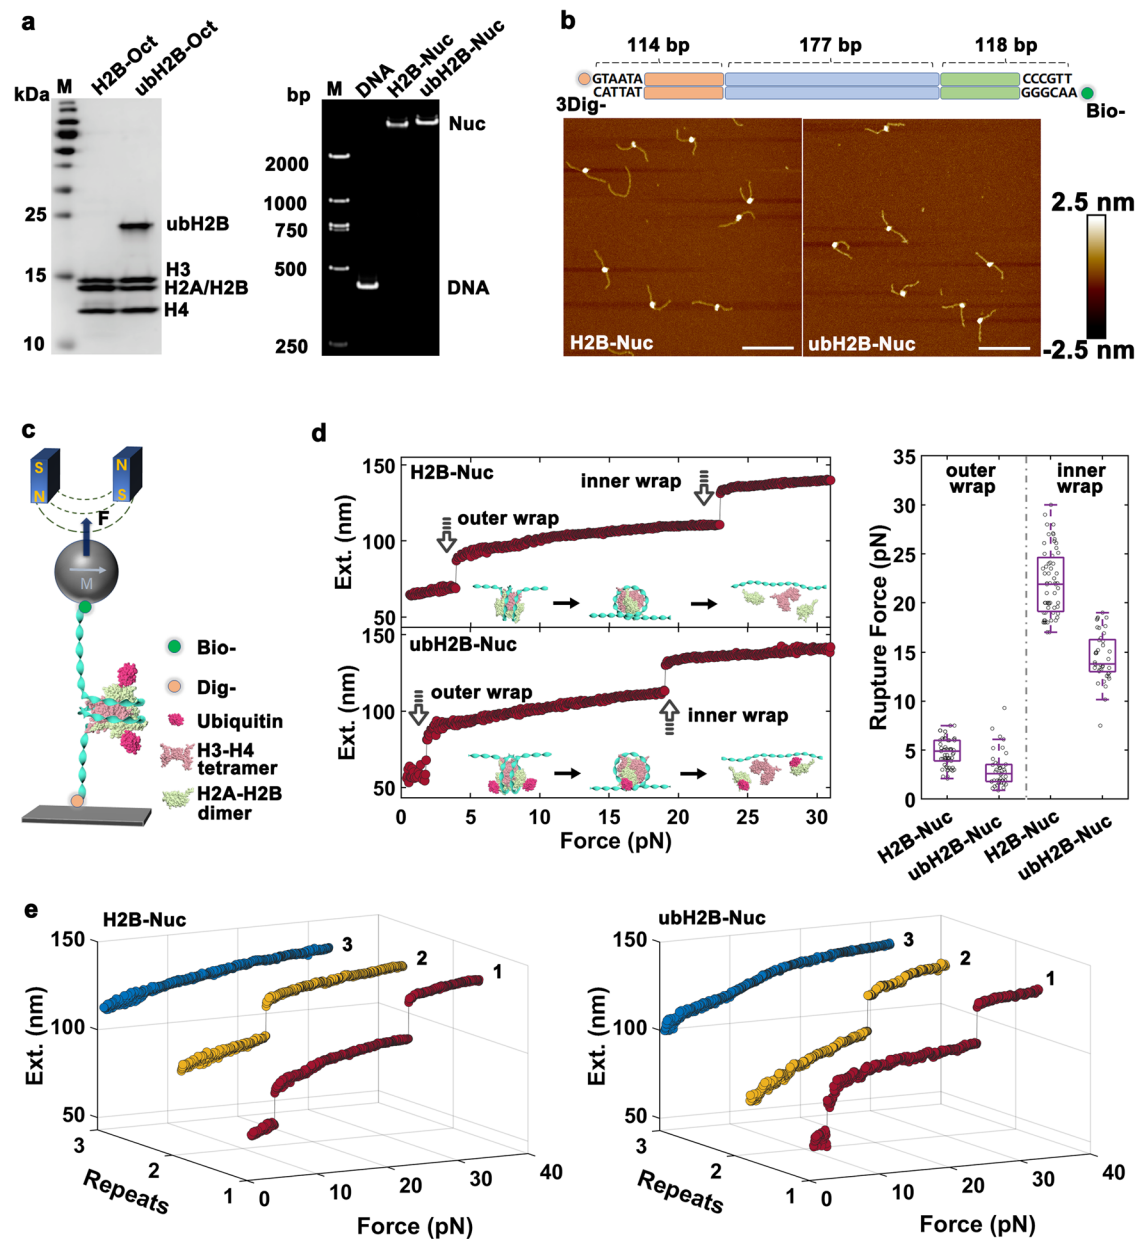 a
M
H2B-Oct
ubH2B-Oct
kDa
25
15
10
ubH2B
H3
H2A/H2B
H4
M
DNA
H2B-Nuc
ubH2B-Nuc
bp
2000
1000
750
500
250
Nuc
DNA
b
114 bp
177 bp
118 bp
GTAATA
CCCGTT
CATTAT
GGGCAA
3Dig-
Bio-
H2B-Nuc
ubH2B-Nuc
2.5 nm
-2.5 nm
c
S
N
N
S
F
M
Bio-
Dig-
Ubiquitin
H3-H4
tetramer
H2A-H2B
dimer
d
150
100
50
Ext. (nm)
H2B-Nuc
outer wrap
inner wrap
150
100
50
Ext. (nm)
ubH2B-Nuc
outer wrap
inner wrap
0
5
10
15
20
25
30
Force (pN)
35
30
25
20
15
10
5
0
Rupture Force (pN)
outer
wrap
inner
wrap
H2B-Nuc
ubH2B-Nuc
H2B-Nuc
ubH2B-Nuc
e
H2B-Nuc
150
100
50
Ext. (nm)
3
2
1
3
2
1
Repeats
0
10
20
30
40
Force (pN)
ubH2B-Nuc
150
100
50
Ext. (nm)
3
2
1
3
2
1
Repeats
0
10
20
30
40
Force (pN)